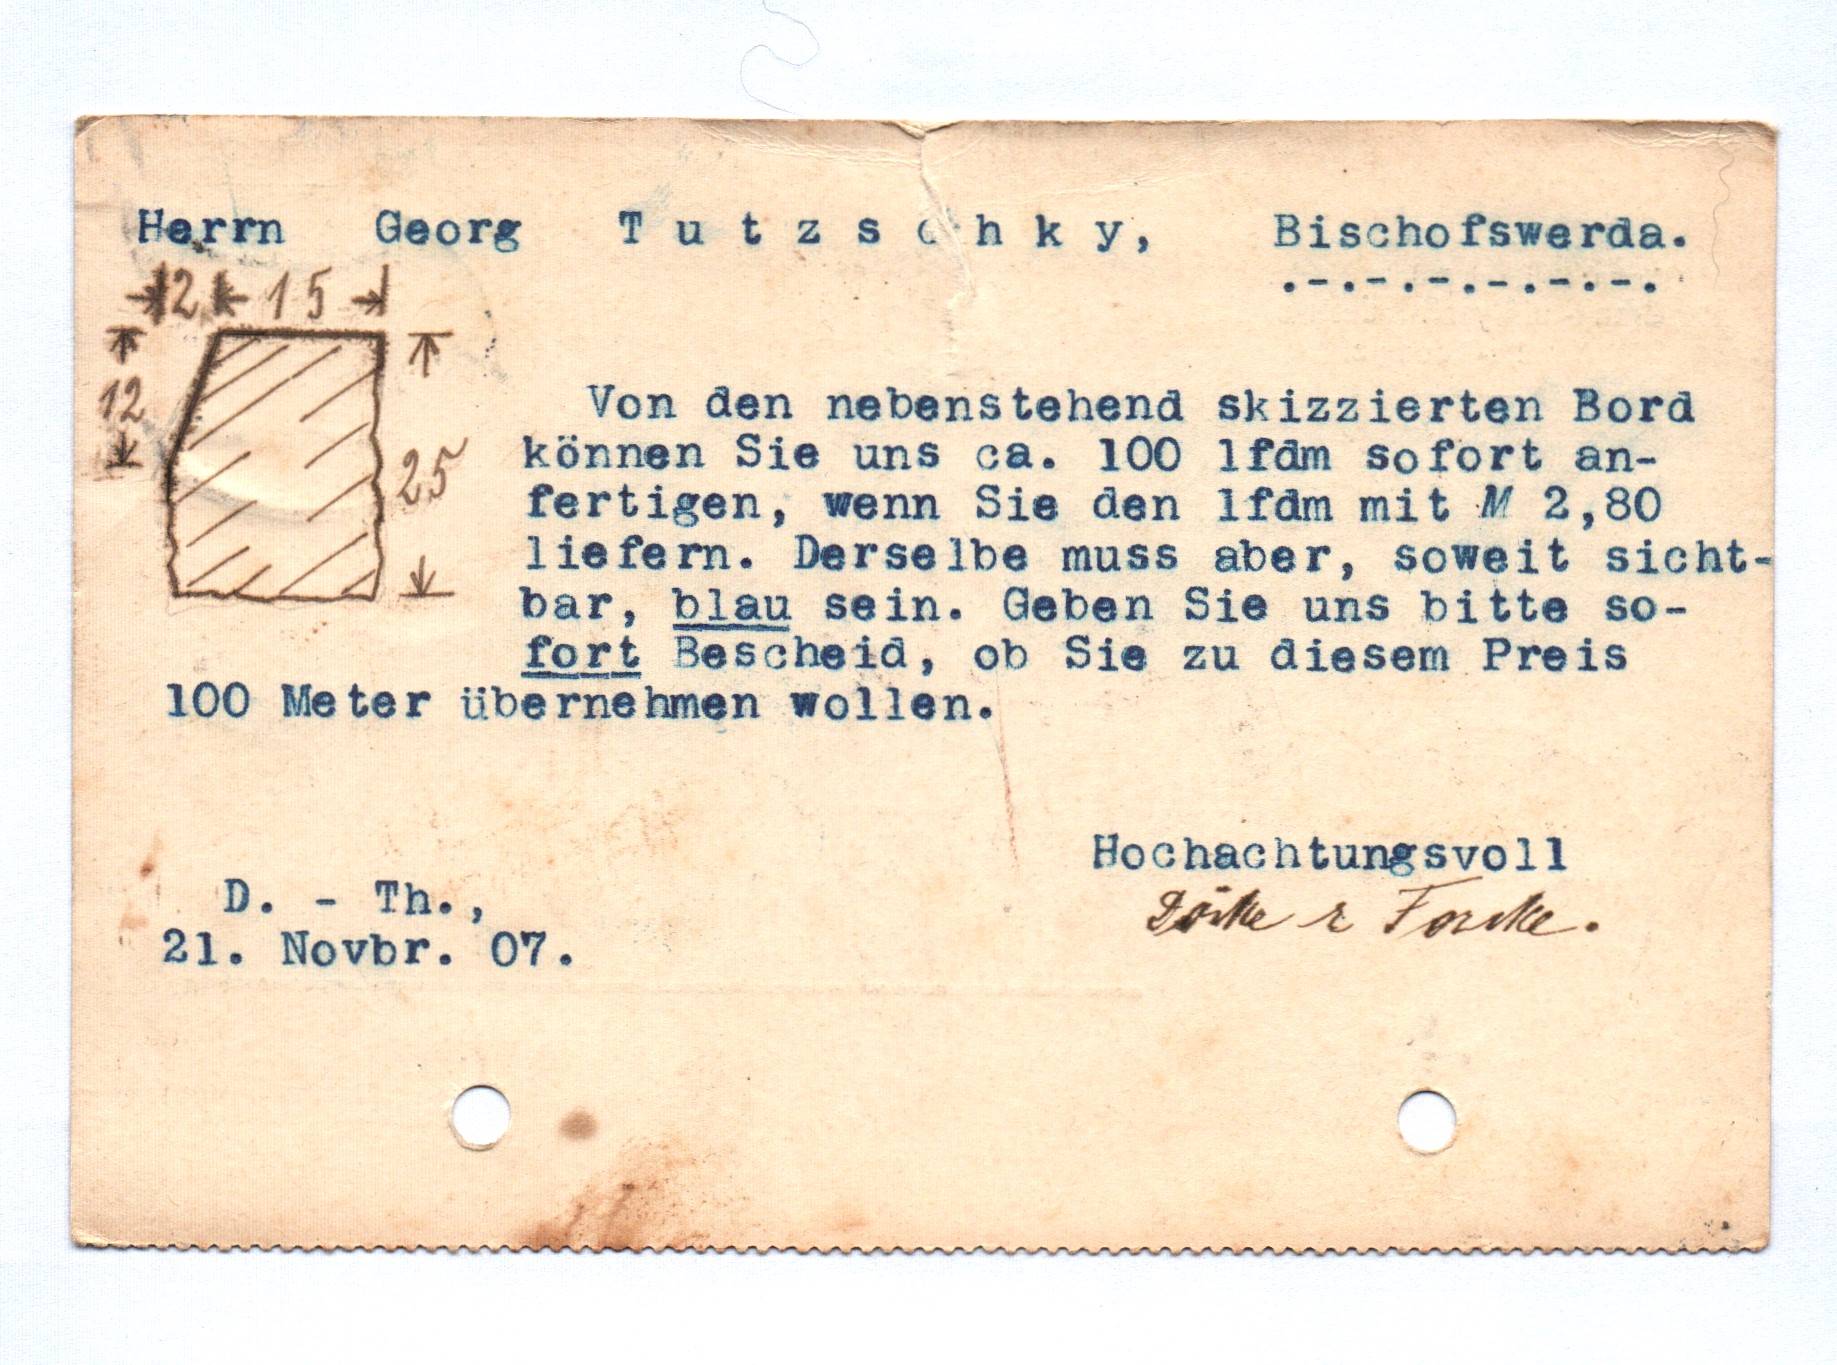 Herrn Georg Tutzschky, Bischofswerda.
2 15
12
25
Von den nebenstehend skizzierten Bord
können Sie uns ca. 100 lfdm sofort an-
fertigen, wenn Sie den lfdm mit M 2,80
liefern. Derselbe muss aber, soweit sicht-
bar, blau sein. Geben Sie uns bitte so-
fort Bescheid, ob Sie zu diesem Preis
100 Meter übernehmen wollen.
Hochachtungsvoll
D. - Th.,
21. Novbr. 07.